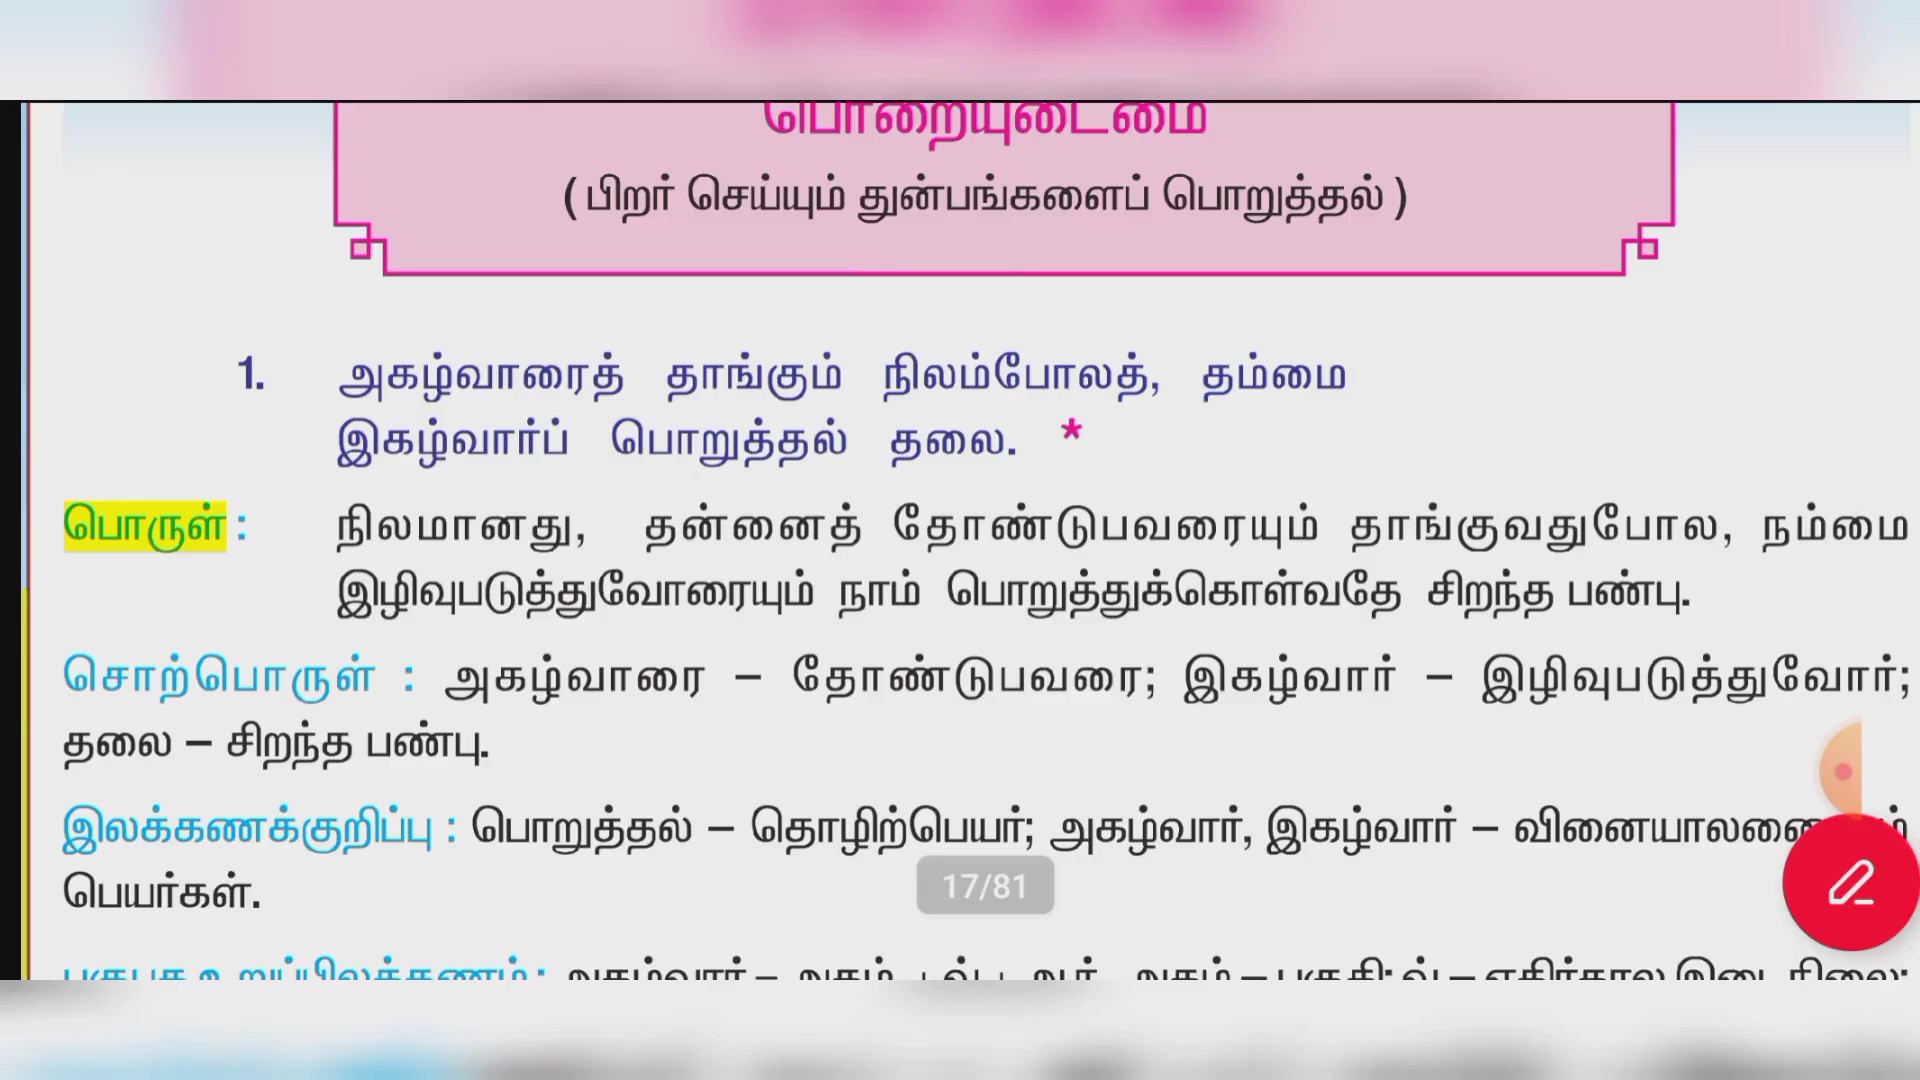 பொறையுடைமை
( பிறர் செய்யும் துன்பங்களைப் பொறுத்தல் )
1. அகழ்வாரைத் தாங்கும் நிலம்போலத், தம்மை
இகழ்வார்ப் பொறுத்தல் தலை. *
பொருள் : நிலமானது, தன்னைத் தோண்டுபவரையும் தாங்குவதுபோல, நம்மை
இழிவுபடுத்துவோரையும் நாம் பொறுத்துக்கொள்வதே சிறந்த பண்பு.
சொற்பொருள் : அகழ்வாரை – தோண்டுபவரை; இகழ்வார் – இழிவுபடுத்துவோர்;
தலை – சிறந்த பண்பு.
இலக்கணக்குறிப்பு : பொறுத்தல் – தொழிற்பெயர்; அகழ்வார், இகழ்வார் – வினையாலணையும்
பெயர்கள்.
17/81